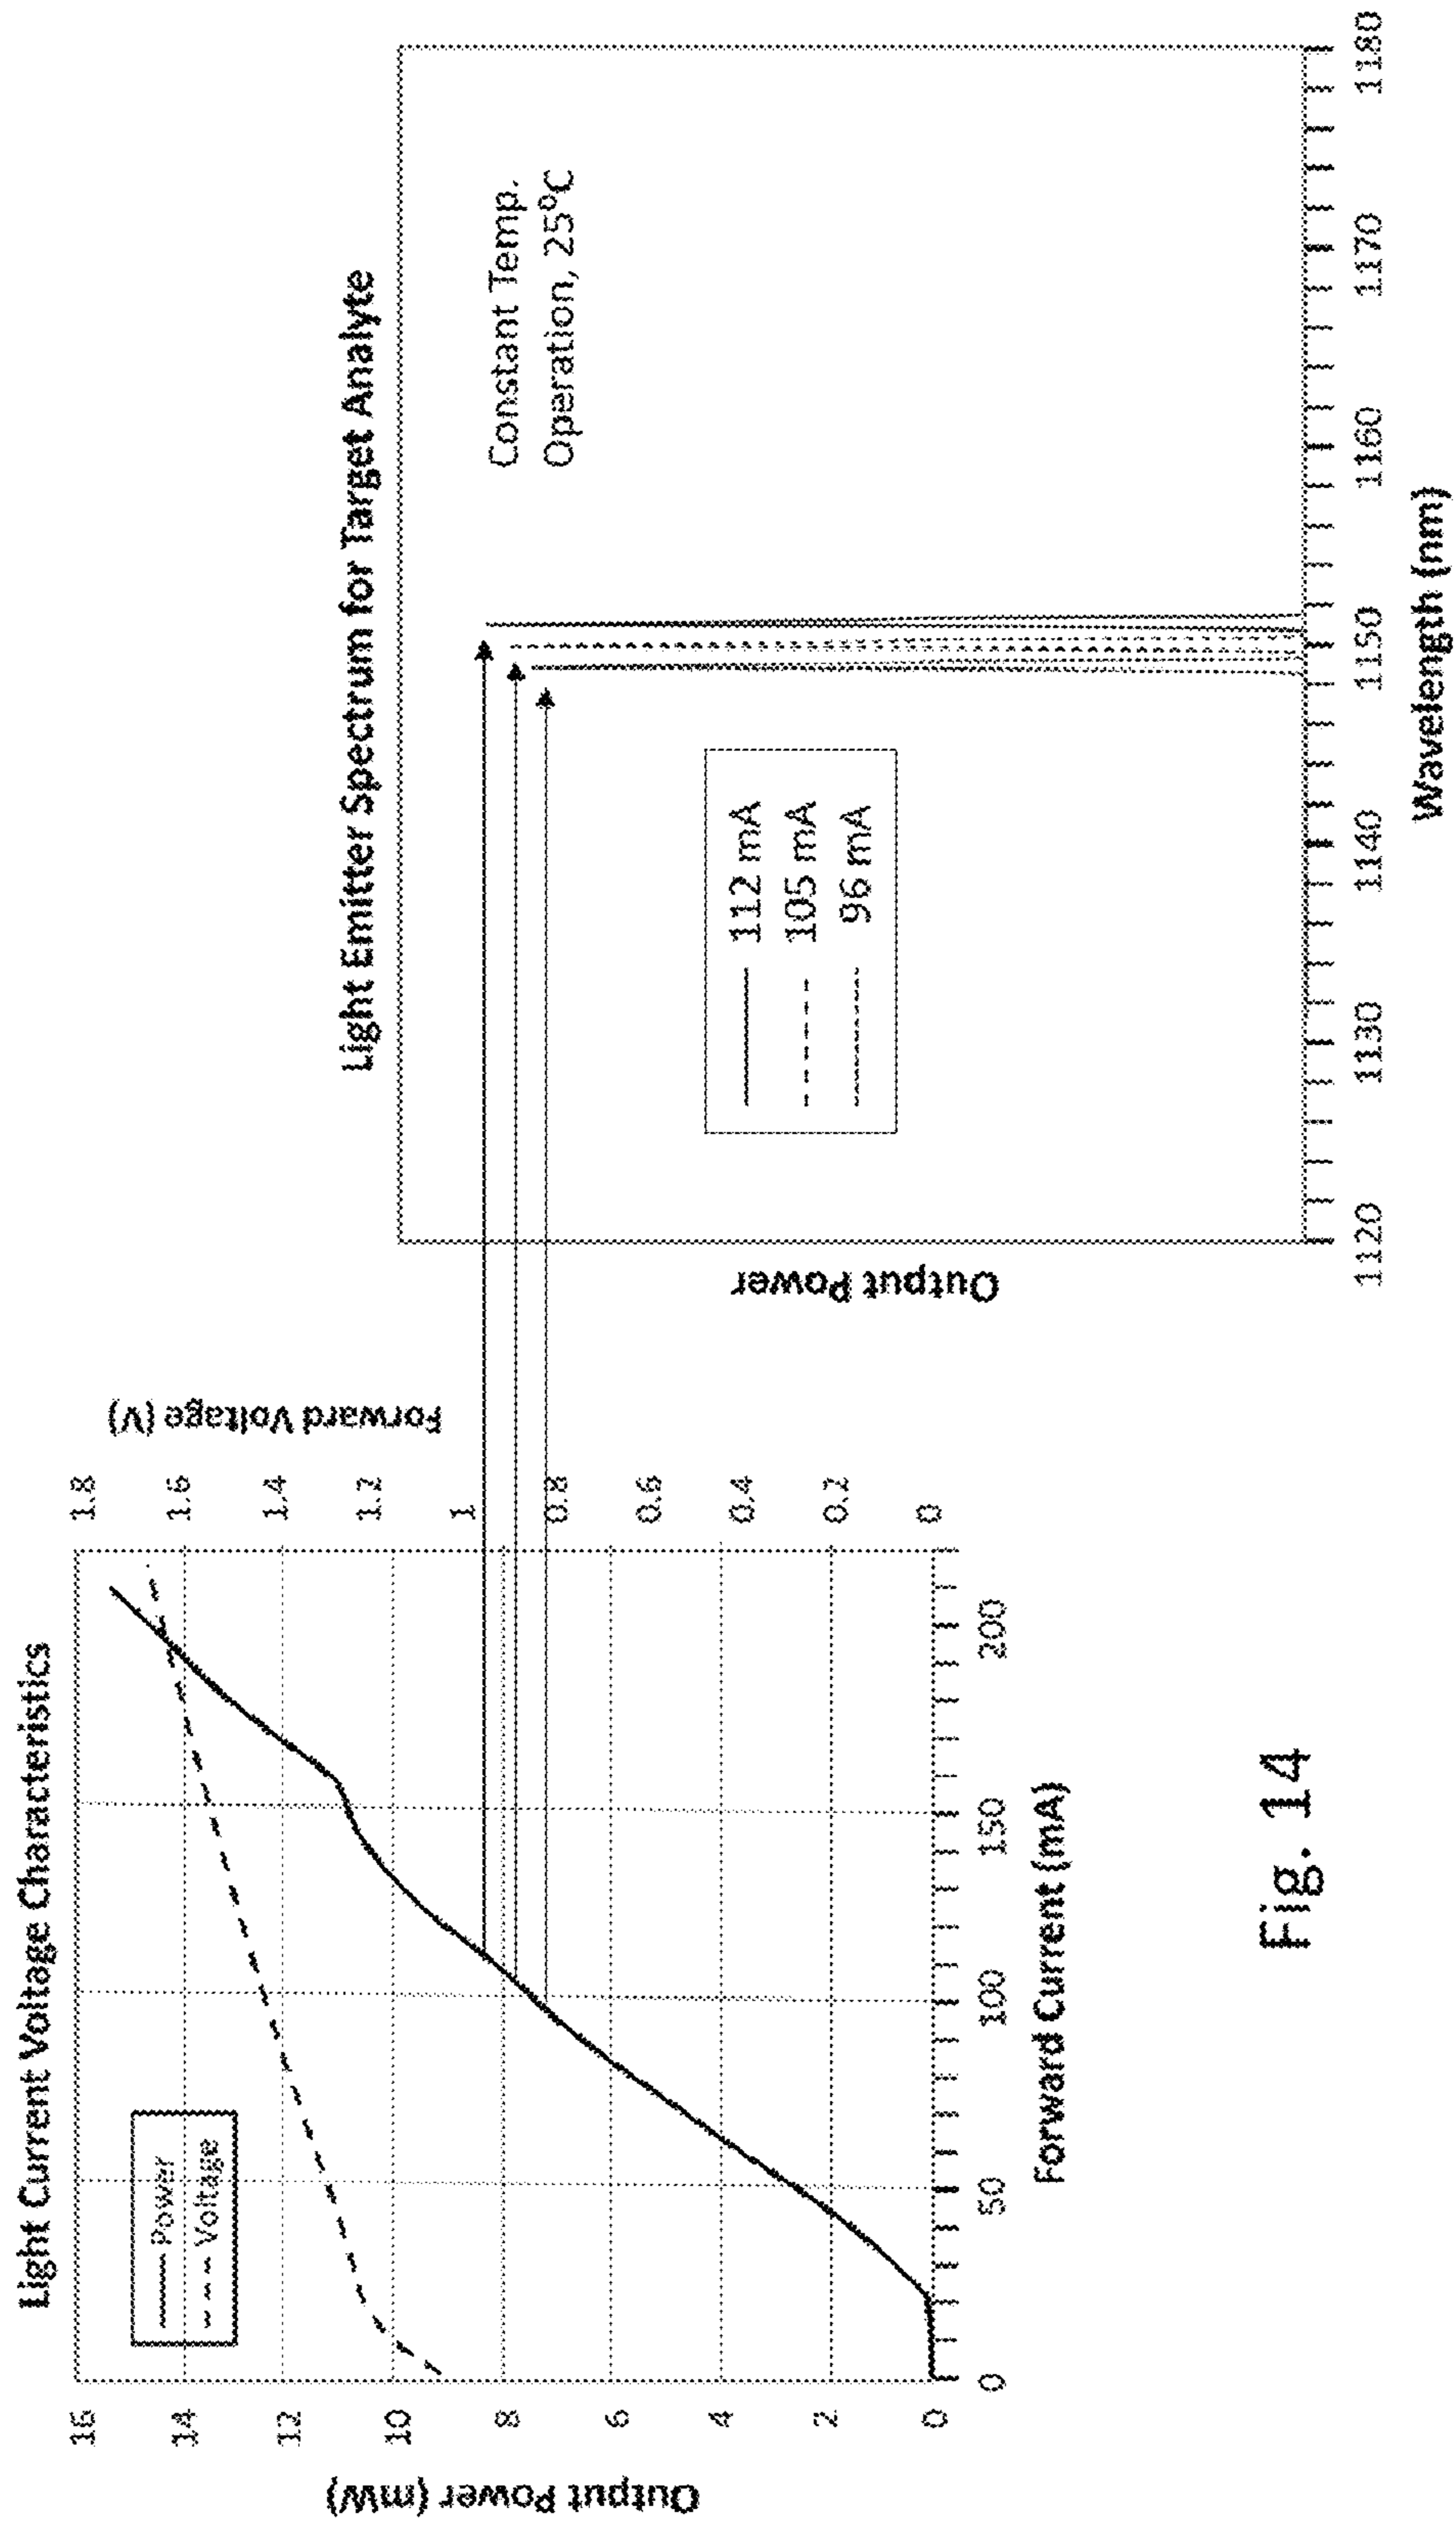 Light Current Voltage Characteristics
Power
Voltage
Output Power (mW)
16
14
12
10
8
6
4
2
0
0
50
100
150
200
Forward Current (mA)
1.8
1.6
1.4
1.2
1
0.8
0.6
0.4
0.2
0
Forward Voltage (V)
Light Emitter Spectrum for Target Analyte
Constant Temp.
Operation, 25⁰C
112 mA
105 mA
96 mA
Output Power
1120
1130
1140
1150
1160
1170
1180
Wavelength (nm)
Fig. 14